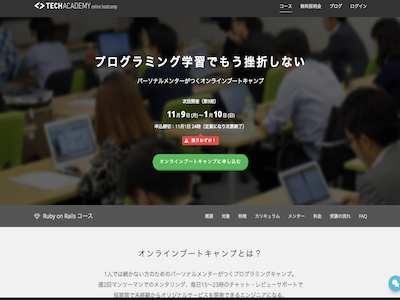 TECHACADEMY online bootcamp
コース 無料説明会 ブログ ログイン
プログラミング学習でもう挫折しない
パーソナルメンターがつくオンラインブートキャンプ
次回開催（第5期）
11月9日(月)〜1月10日(日)
申込締切：11月1日 24時（定員になり次第終了）
残りわずか！
オンラインブートキャンプに申し込む
Ruby on Rails コース
概要 対象 特徴 カリキュラム メンター 料金 受講の流れ FAQ
オンラインブートキャンプとは？
1人では続かない方のためのパーソナルメンターがつくプログラミングキャンプ。
週2回マンツーマンでのメンタリング、毎日15〜23時のチャット・レビューサポートで
短期間で未経験からオリジナルサービスを開発できるエンジニアになる。